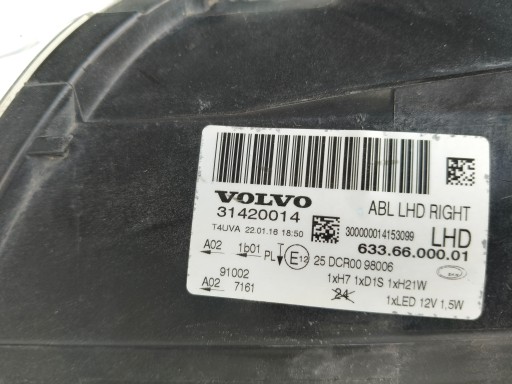 VOLVO
31420014
ABL LHD RIGHT
T4UVA 22.01.16 18:50
300000014153099
LHD
633.66.000.01
A02 1b01 PL E12 25 DCR00 98006
91002
A02 7161
1xH7 1xD1S 1xH21W
24
1xLED 12V 1,5W